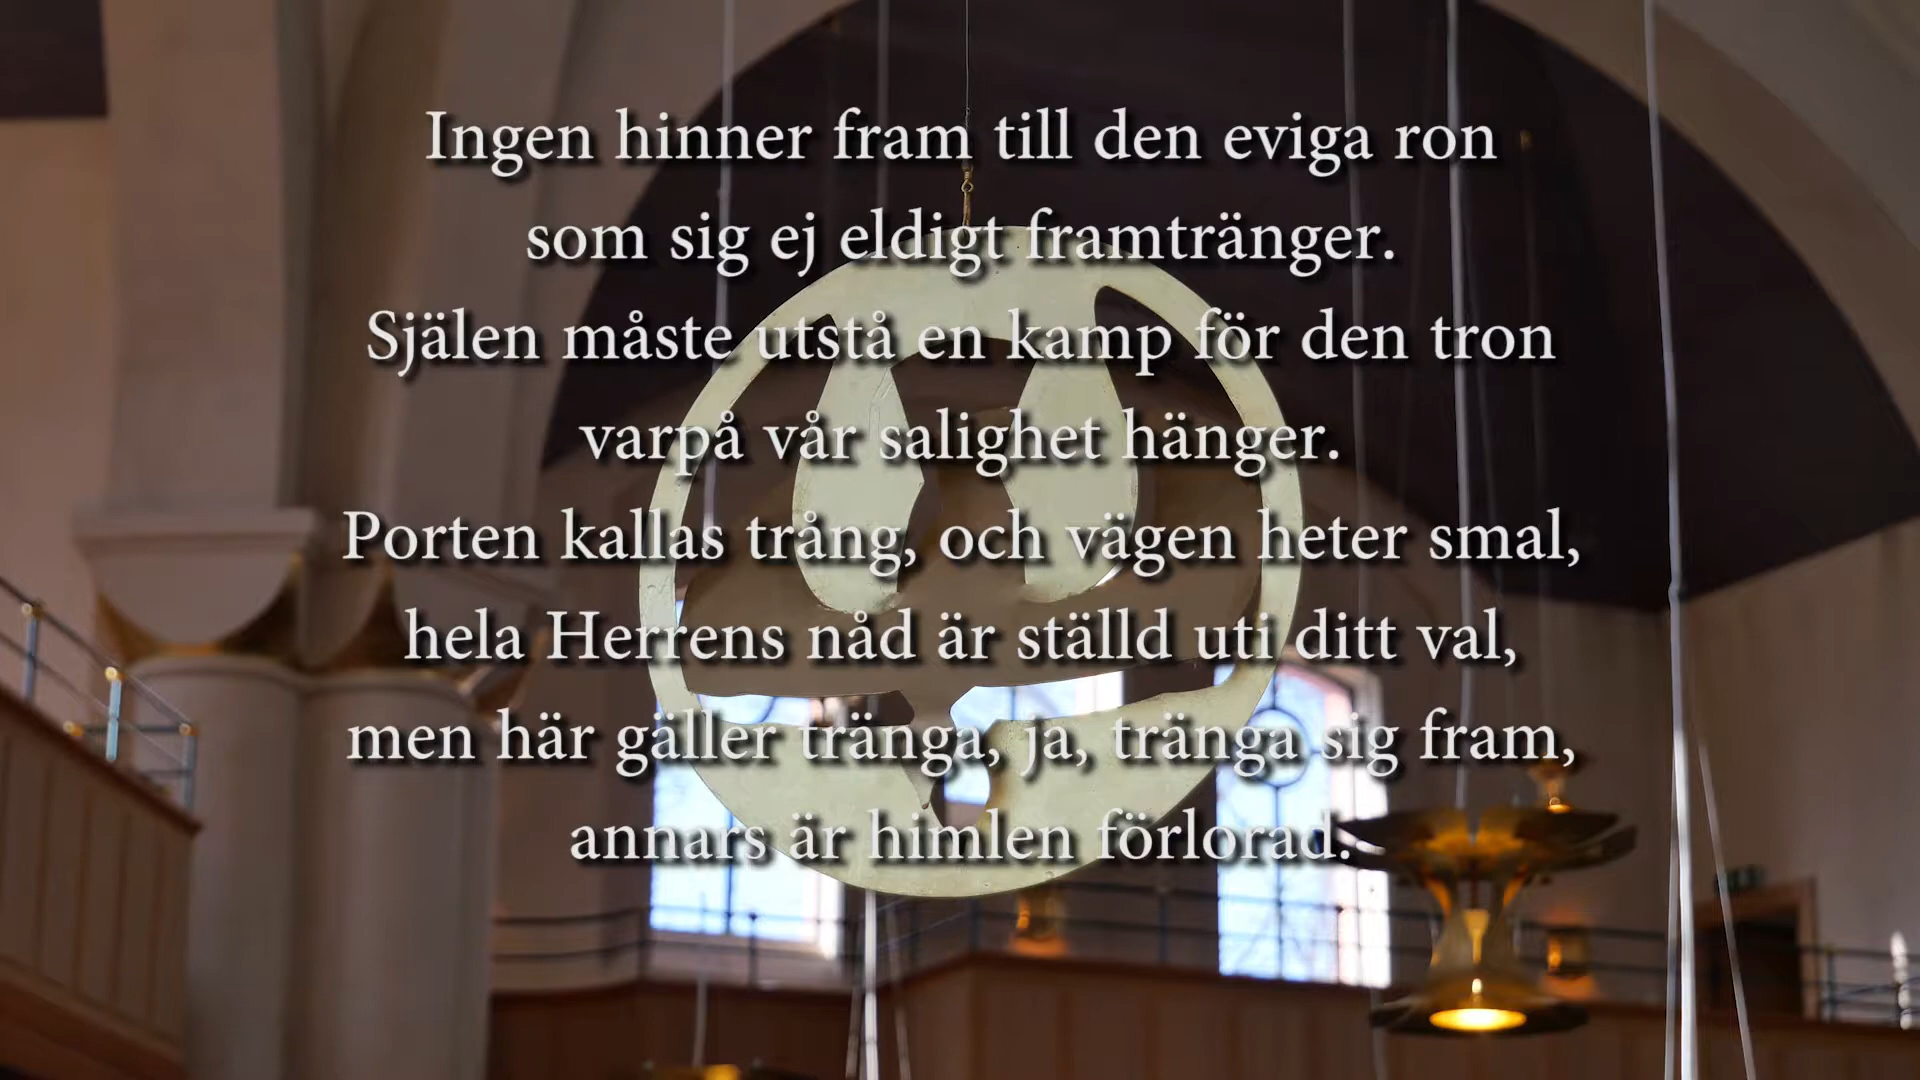 Ingen hinner fram till den eviga ron
som sig ej eldigt framtränger.
Själen måste utstå en kamp för den tron
varpå vår salighet hänger.
Porten kallas trång, och vägen heter smal,
hela Herrens nåd är ställd uti ditt val,
men här gäller tränga, ja, tränga sig fram,
annars är himlen förlorad.